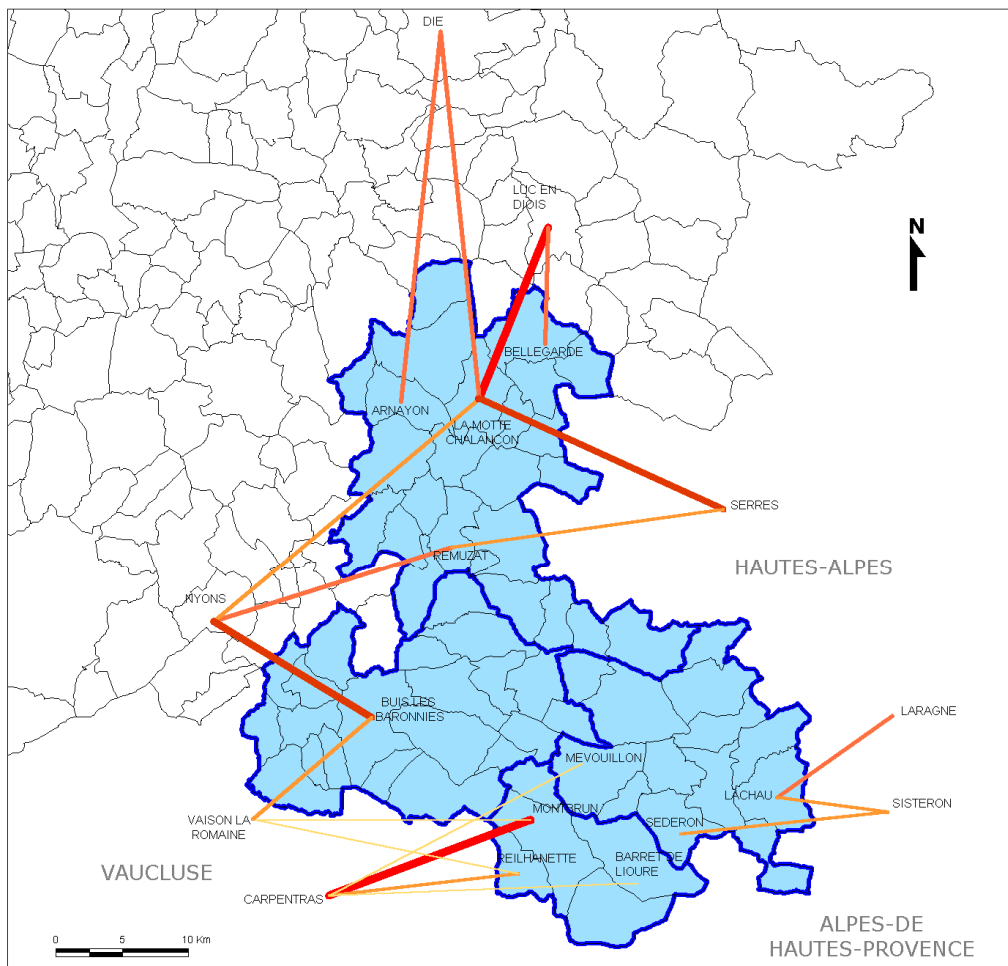 DIE
LUC EN
DIOIS
N
BELLEGARDE
ARNAYON
LA MOTTE
CHALANCON
SERRES
REMUZAT
HAUTES-ALPES
NYONS
BUIS LES
BARONNIES
LARAGNE
MEVOUILLON
LACHAU
SISTERON
MONTBRUN
VAISON LA
ROMAINE
SEDERON
REILHANETTE
BARRET DE
LIOURE
VAUCLUSE
CARPENTRAS
ALPES-DE
HAUTES-PROVENCE
0 5 10 Km